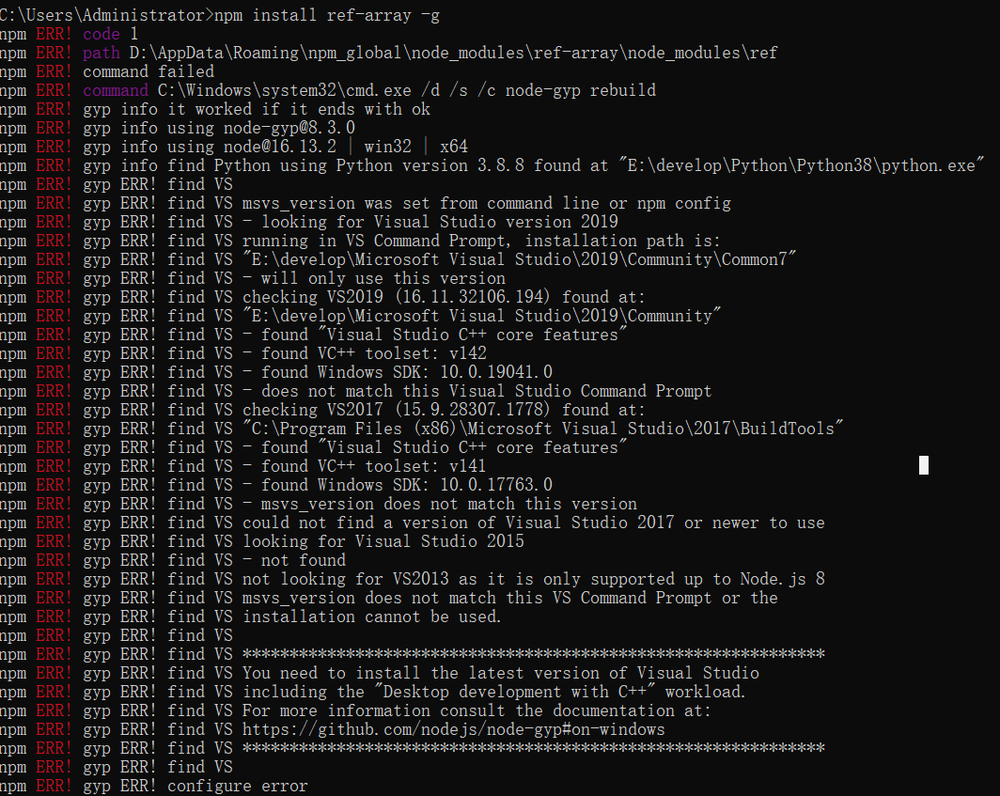 C:\Users\Administrator>npm install ref-array -g
npm ERR! code 1
npm ERR! path D:\AppData\Roaming\npm_global\node_modules\ref-array\node_modules\ref
npm ERR! command failed
npm ERR! command C:\Windows\system32\cmd.exe /d /s /c node-gyp rebuild
npm ERR! gyp info it worked if it ends with ok
npm ERR! gyp info using node-gyp@8.3.0
npm ERR! gyp info using node@16.13.2 | win32 | x64
npm ERR! gyp info find Python using Python version 3.8.8 found at "E:\develop\Python\Python38\python.exe"
npm ERR! gyp ERR! find VS
npm ERR! gyp ERR! find VS msvs_version was set from command line or npm config
npm ERR! gyp ERR! find VS - looking for Visual Studio version 2019
npm ERR! gyp ERR! find VS running in VS Command Prompt, installation path is:
npm ERR! gyp ERR! find VS "E:\develop\Microsoft Visual Studio\2019\Community\Common7"
npm ERR! gyp ERR! find VS - will only use this version
npm ERR! gyp ERR! find VS checking VS2019 (16.11.32106.194) found at:
npm ERR! gyp ERR! find VS "E:\develop\Microsoft Visual Studio\2019\Community"
npm ERR! gyp ERR! find VS - found "Visual Studio C++ core features"
npm ERR! gyp ERR! find VS - found VC++ toolset: v142
npm ERR! gyp ERR! find VS - found Windows SDK: 10.0.19041.0
npm ERR! gyp ERR! find VS - does not match this Visual Studio Command Prompt
npm ERR! gyp ERR! find VS checking VS2017 (15.9.28307.1778) found at:
npm ERR! gyp ERR! find VS "C:\Program Files (x86)\Microsoft Visual Studio\2017\BuildTools"
npm ERR! gyp ERR! find VS - found "Visual Studio C++ core features"
npm ERR! gyp ERR! find VS - found VC++ toolset: v141
npm ERR! gyp ERR! find VS - found Windows SDK: 10.0.17763.0
npm ERR! gyp ERR! find VS - msvs_version does not match this version
npm ERR! gyp ERR! find VS could not find a version of Visual Studio 2017 or newer to use
npm ERR! gyp ERR! find VS looking for Visual Studio 2015
npm ERR! gyp ERR! find VS - not found
npm ERR! gyp ERR! find VS not looking for VS2013 as it is only supported up to Node.js 8
npm ERR! gyp ERR! find VS msvs_version does not match this VS Command Prompt or the
npm ERR! gyp ERR! find VS installation cannot be used.
npm ERR! gyp ERR! find VS
npm ERR! gyp ERR! find VS **************************************************************
npm ERR! gyp ERR! find VS You need to install the latest version of Visual Studio
npm ERR! gyp ERR! find VS including the "Desktop development with C++" workload.
npm ERR! gyp ERR! find VS For more information consult the documentation at:
npm ERR! gyp ERR! find VS https://github.com/nodejs/node-gyp#on-windows
npm ERR! gyp ERR! find VS **************************************************************
npm ERR! gyp ERR! find VS
npm ERR! gyp ERR! configure error